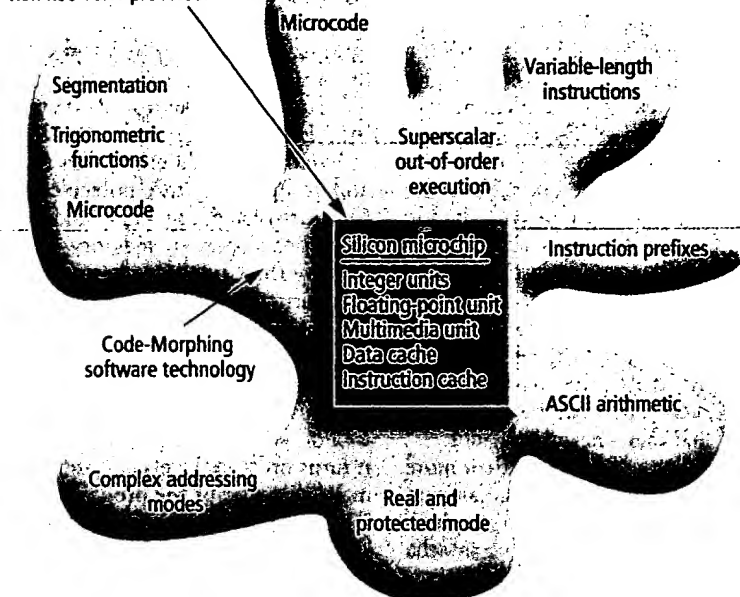 Microcode
Segmentation
Variable-length
instructions
Trigonometric
functions
Superscalar
out-of-order
execution
Microcode
Silicon microchip
Integer units
Floating-point unit
Multimedia unit
Data cache
Instruction cache
Instruction prefixes
Code-Morphing
software technology
ASCII arithmetic
Complex addressing
modes
Real and
protected mode